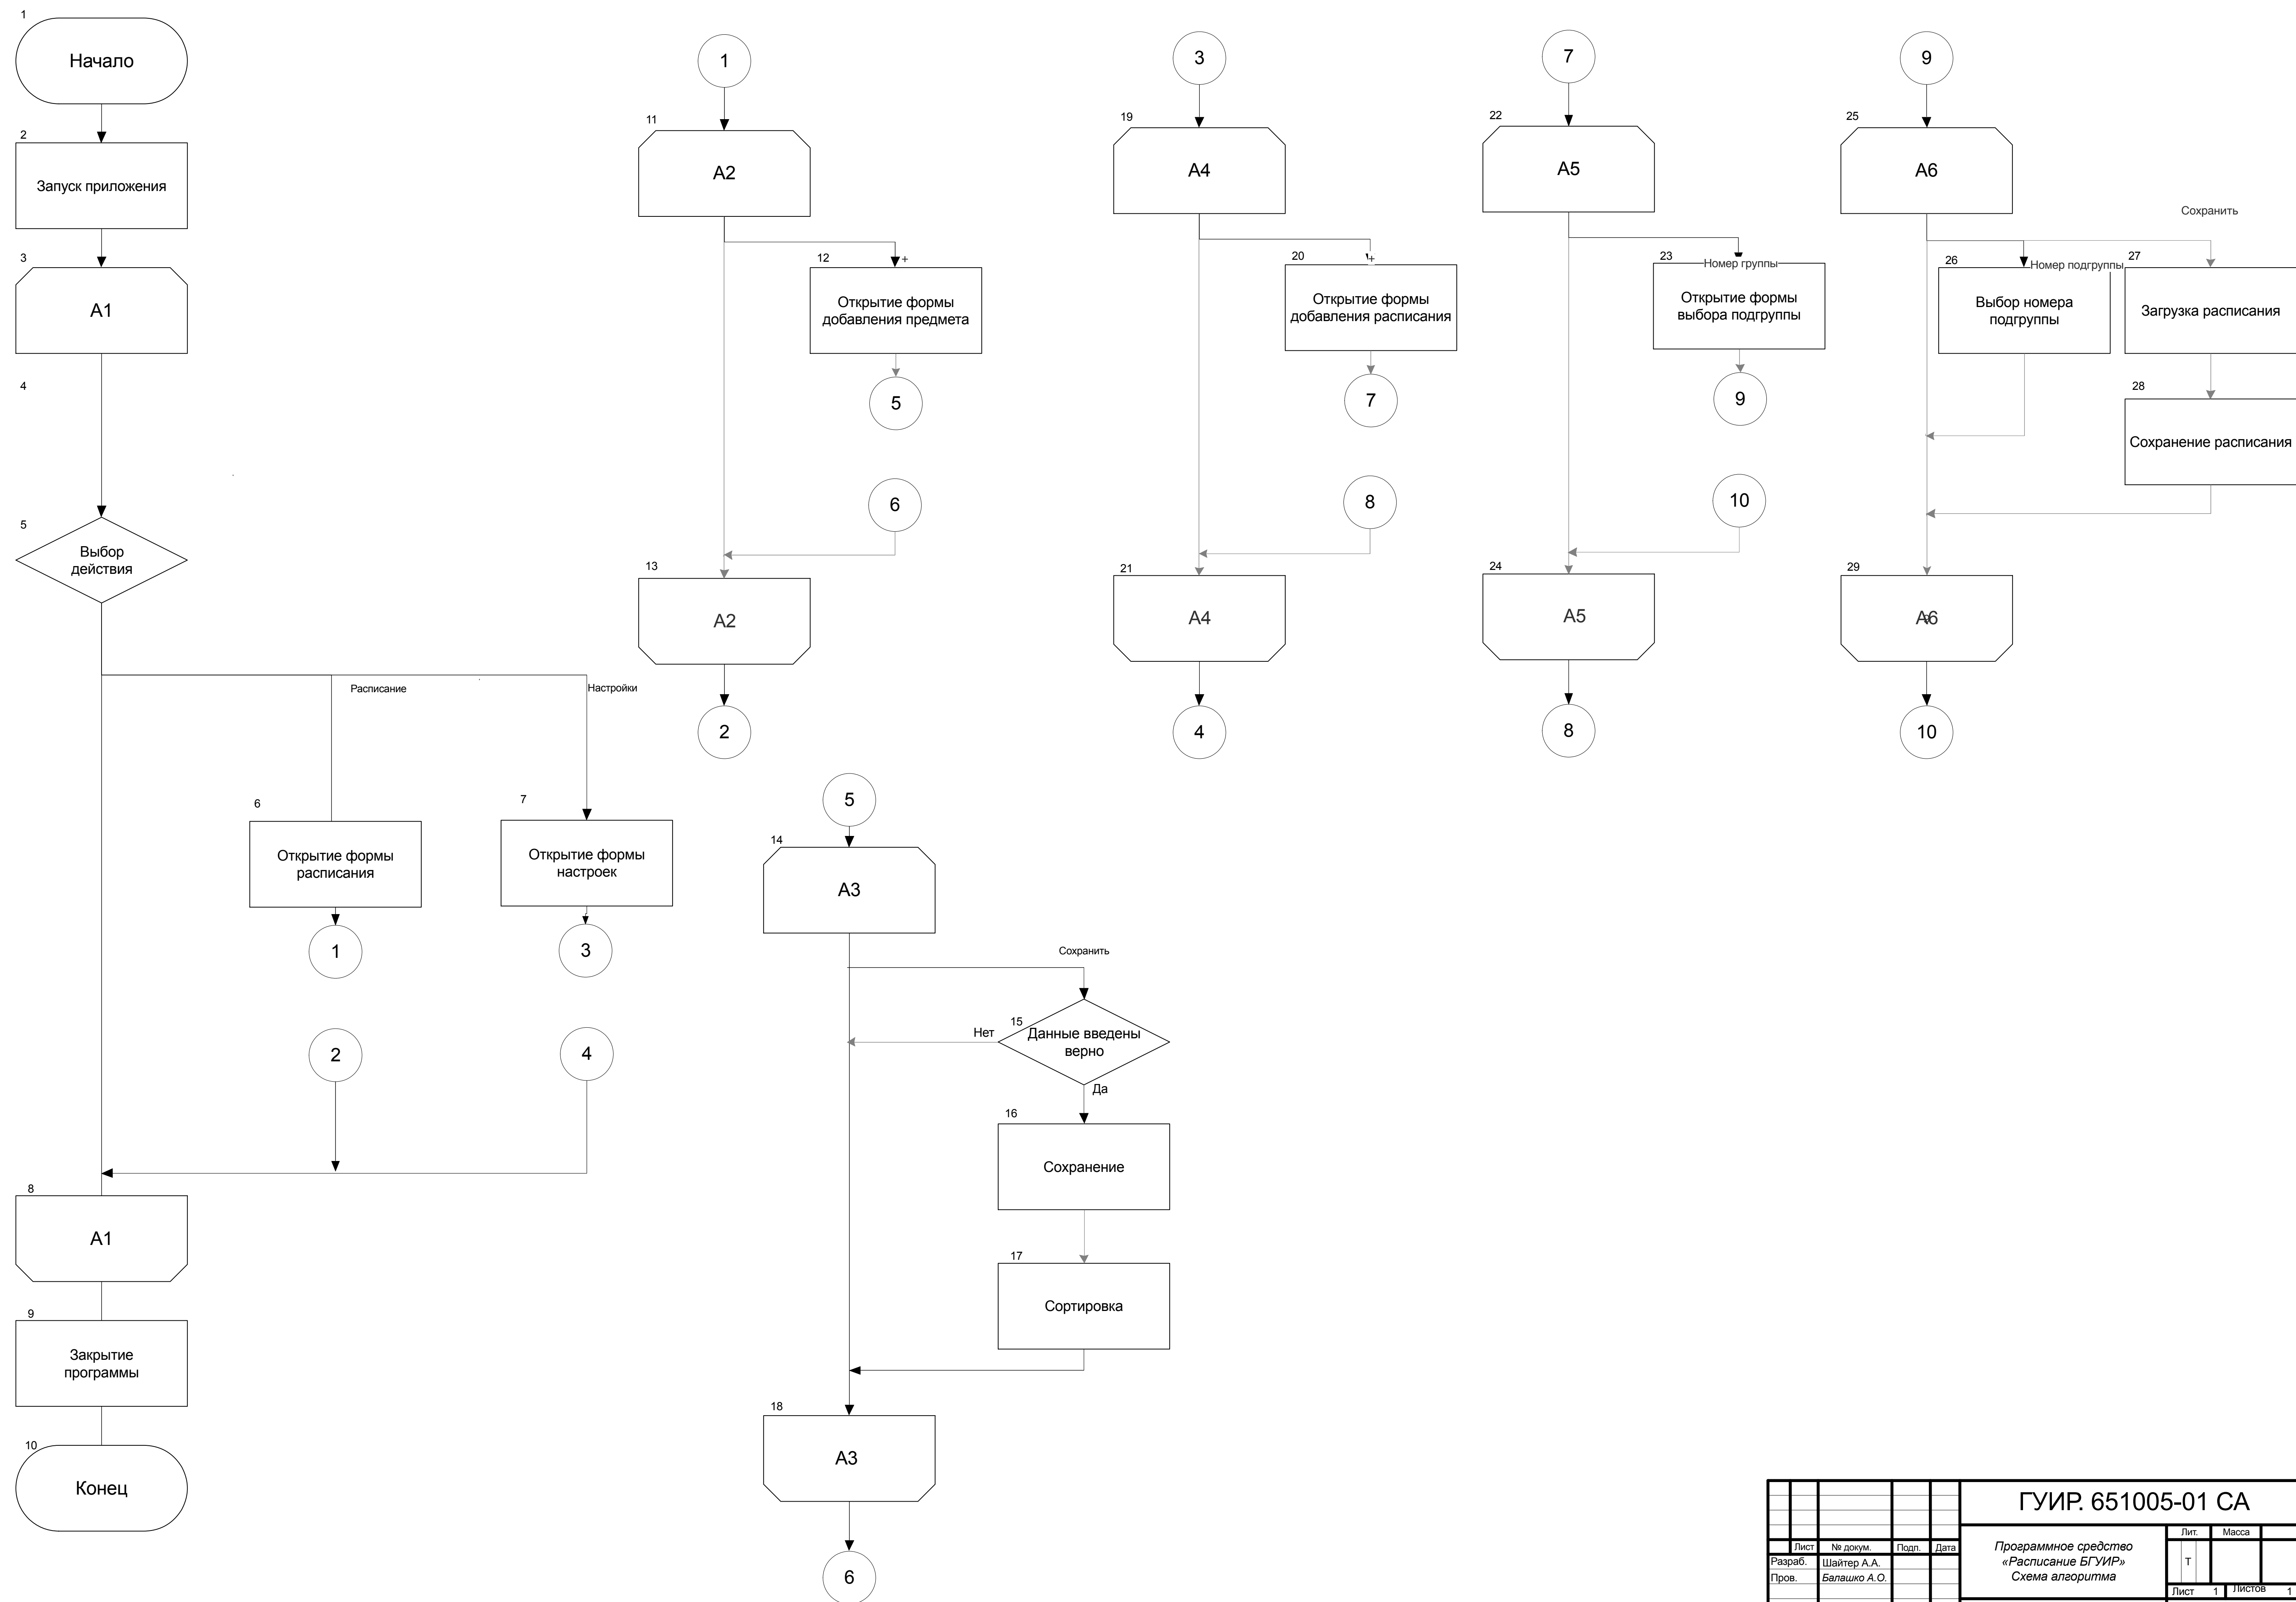 1
Начало
2
Запуск приложения
3
А1
4
5
Выбор
действия
Расписание
Настройки
6
Открытие формы
расписания
7
Открытие формы
настроек
1
3
2
4
8
А1
9
Закрытие
программы
10
Конец
1
11
А2
12
+
Открытие формы
добавления предмета
5
6
13
А2
2
5
14
А3
Сохранить
15
Данные введены
верно
Нет
Да
16
Сохранение
17
Сортировка
18
А3
6
3
19
А4
20
+
Открытие формы
добавления расписания
7
8
21
А4
4
7
22
А5
23
Номер группы
Открытие формы
выбора подгруппы
9
10
24
А5
8
9
25
А6
Сохранить
26
Номер подгруппы
Выбор номера
подгруппы
27
Загрузка расписания
28
Сохранение расписания
29
А6
10
ГУИР. 651005-01 СА
Лист № докум. Подп. Дата
Разраб. Шайтер А.А.
Пров. Балашко А.О.
Программное средство
«Расписание БГУИР»
Схема алгоритма
Лит. Масса
Т
Лист 1 Листов 1